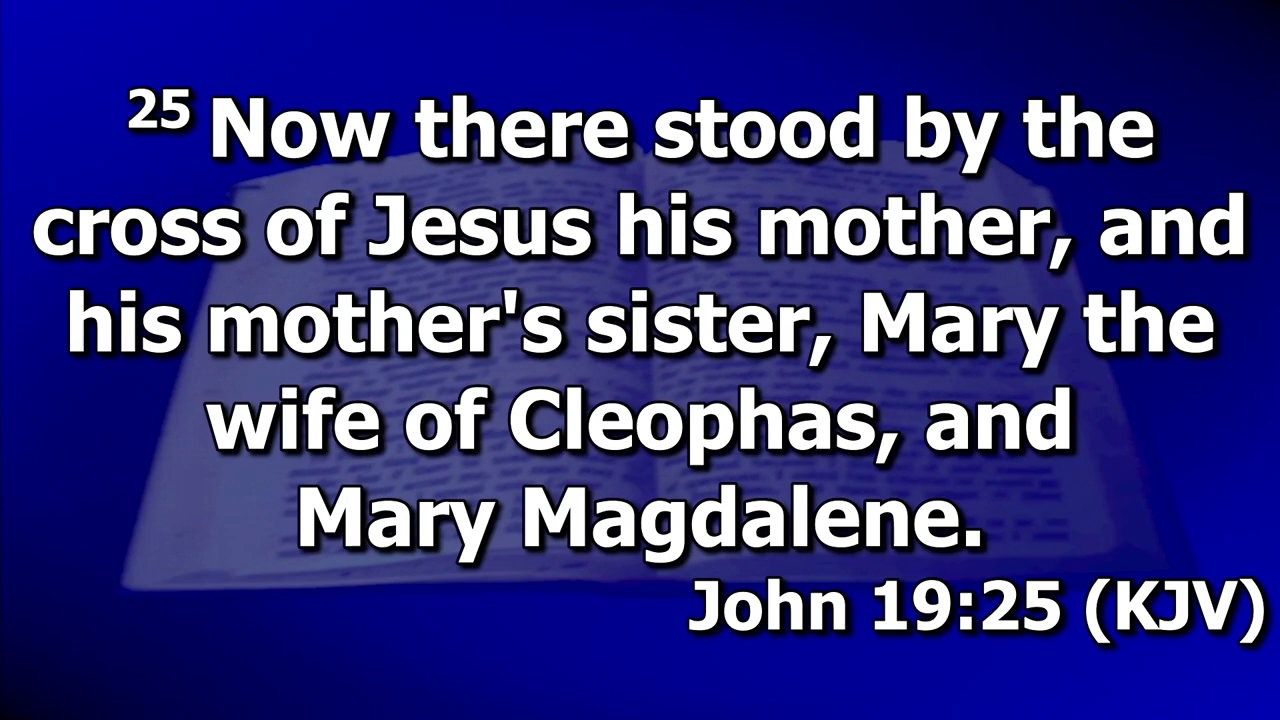 25 Now there stood by the
cross of Jesus his mother, and
his mother's sister, Mary the
wife of Cleophas, and
Mary Magdalene.
John 19:25 (KJV)